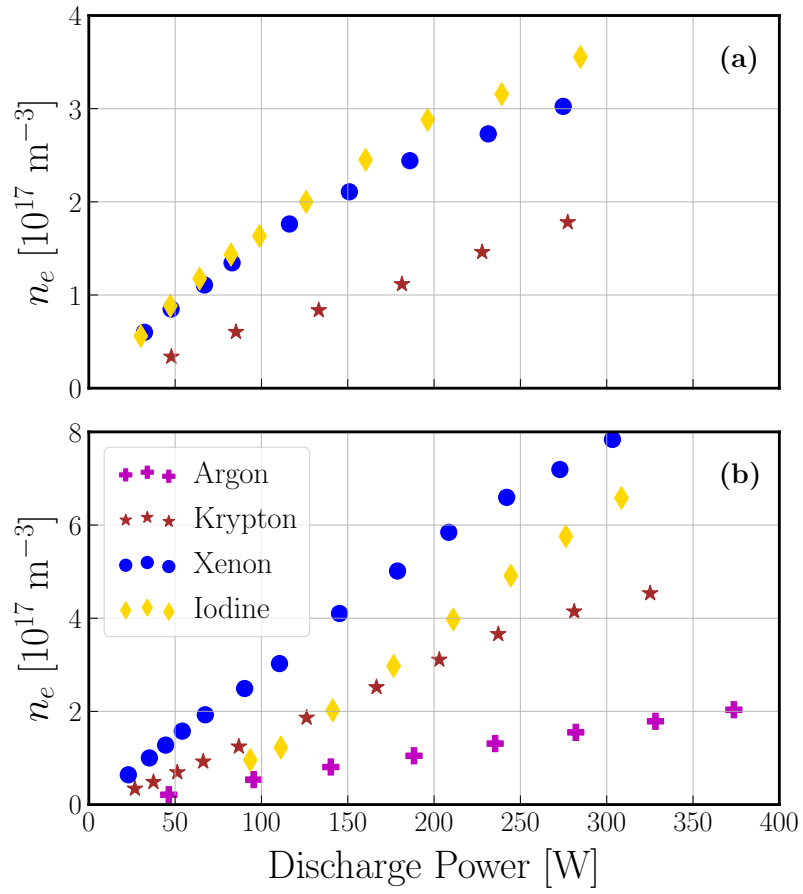 4
3
2
1
0
n_e [10^17 m^−3]
(a)
8
6
4
2
0
n_e [10^17 m^−3]
(b)
Argon
Krypton
Xenon
Iodine
0 50 100 150 200 250 300 350 400
Discharge Power [W]